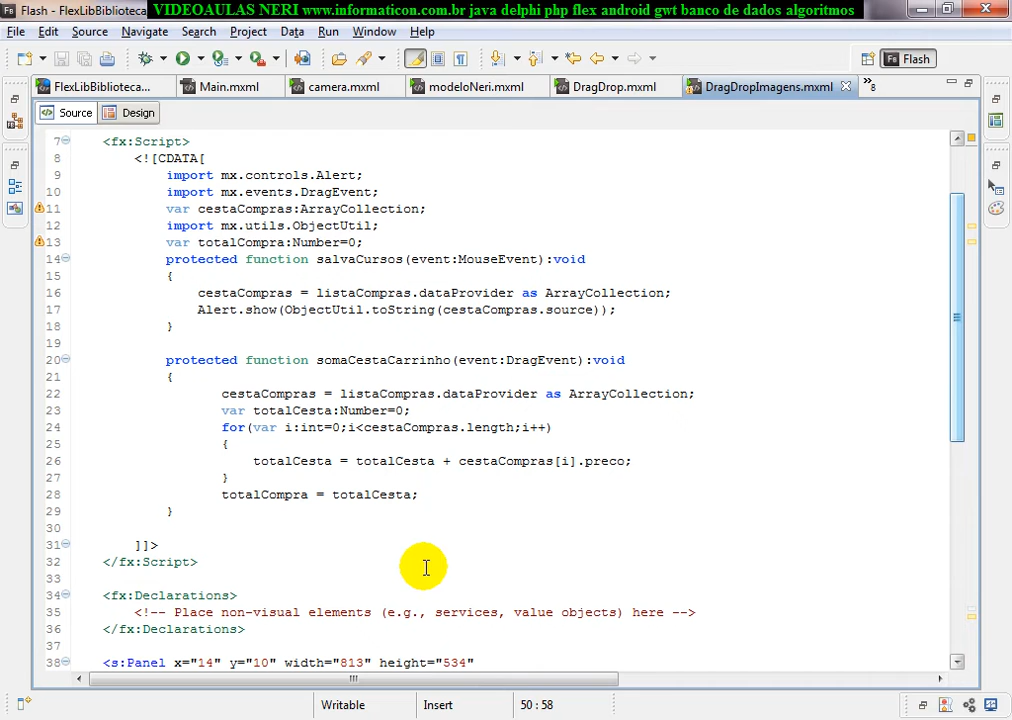 Flash - FlexLibBiblioteca
VIDEOAULAS NERI www.informaticon.com.br java delphi php flex android gwt banco de dados algoritmos
File Edit Source Navigate Search Project Data Run Window Help
Flash
FlexLibBiblioteca... Main.mxml camera.mxml modeloNeri.mxml DragDrop.mxml DragDropImagens.mxml »8
Source Design
7 <fx:Script>
8 <![CDATA[
9 import mx.controls.Alert;
10 import mx.events.DragEvent;
11 var cestaCompras:ArrayCollection;
12 import mx.utils.ObjectUtil;
13 var totalCompra:Number=0;
14 protected function salvaCursos(event:MouseEvent):void
15 {
16 cestaCompras = listaCompras.dataProvider as ArrayCollection;
17 Alert.show(ObjectUtil.toString(cestaCompras.source));
18 }
19
20 protected function somaCestaCarrinho(event:DragEvent):void
21 {
22 cestaCompras = listaCompras.dataProvider as ArrayCollection;
23 var totalCesta:Number=0;
24 for(var i:int=0;i<cestaCompras.length;i++)
25 {
26 totalCesta = totalCesta + cestaCompras[i].preco;
27 }
28 totalCompra = totalCesta;
29 }
30
31 ]]>
32 </fx:Script>
33
34 <fx:Declarations>
35 <!-- Place non-visual elements (e.g., services, value objects) here -->
36 </fx:Declarations>
37
38 <s:Panel x="14" y="10" width="813" height="534"
Writable Insert 50 : 58